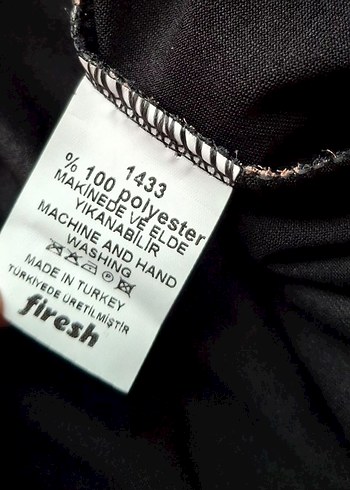 1433
% 100 polyester
MAKİNEDE VE ELDE
YIKANABİLİR
MACHINE AND HAND
WASHING
MADE IN TURKEY
TÜRKİYEDE ÜRETİLMİŞTİR
firesh